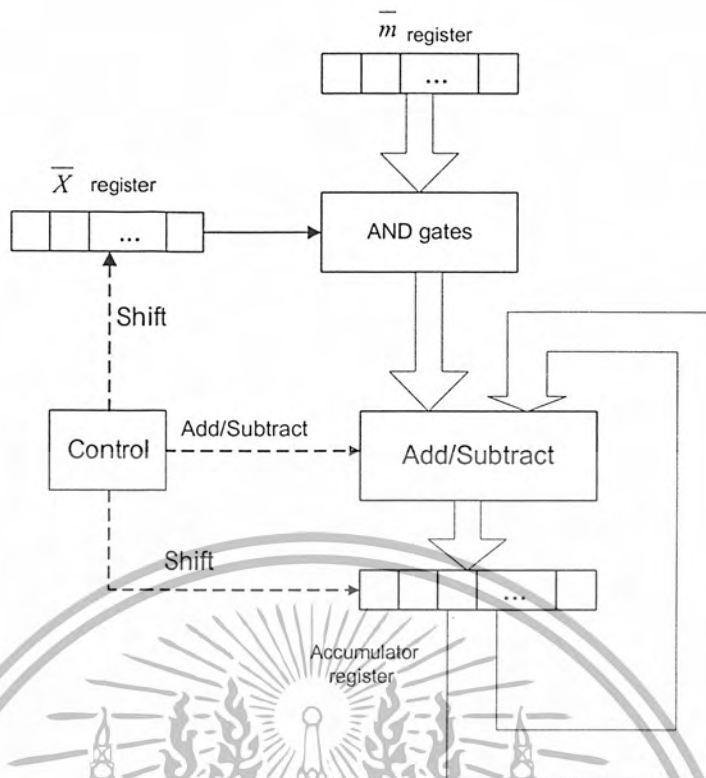 m̅ register
...
X̅ register
...
AND gates
Shift
Control
Add/Subtract
Add/Subtract
Shift
...
Accumulator
register